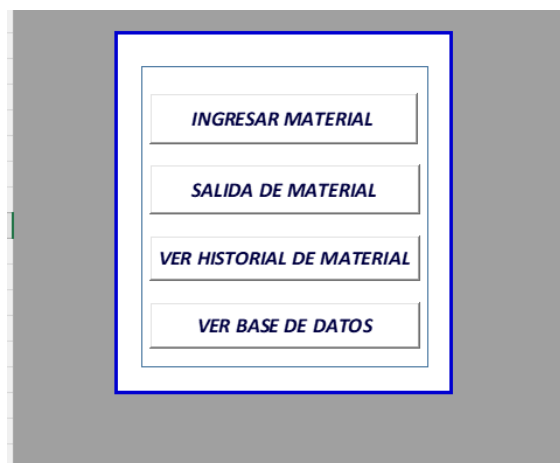 INGRESAR MATERIAL
SALIDA DE MATERIAL
VER HISTORIAL DE MATERIAL
VER BASE DE DATOS